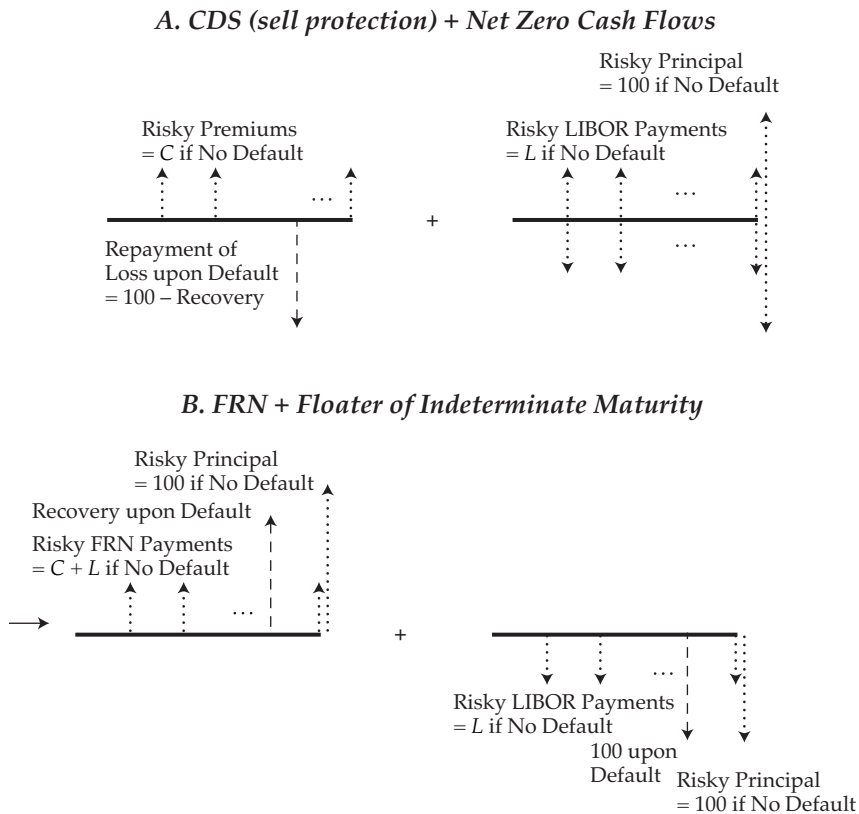 A. CDS (sell protection) + Net Zero Cash Flows
Risky Principal
= 100 if No Default
Risky Premiums
= C if No Default
Risky LIBOR Payments
= L if No Default
...
...
+
...
Repayment of
Loss upon Default
= 100 – Recovery
B. FRN + Floater of Indeterminate Maturity
Risky Principal
= 100 if No Default
Recovery upon Default
Risky FRN Payments
= C + L if No Default
...
+
...
Risky LIBOR Payments
= L if No Default
100 upon
Default
Risky Principal
= 100 if No Default